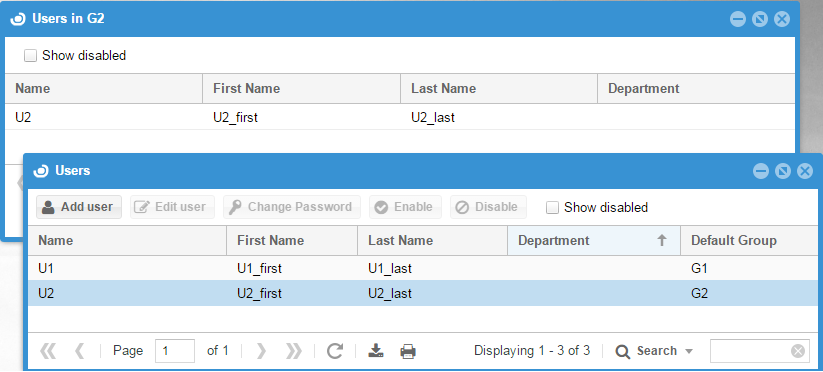 Users in G2
Show disabled
Name First Name Last Name Department
U2 U2_first U2_last
Users
Add user Edit user Change Password Enable Disable Show disabled
Name First Name Last Name Department Default Group
U1 U1_first U1_last G1
U2 U2_first U2_last G2
Page 1 of 1 Displaying 1 - 3 of 3 Search